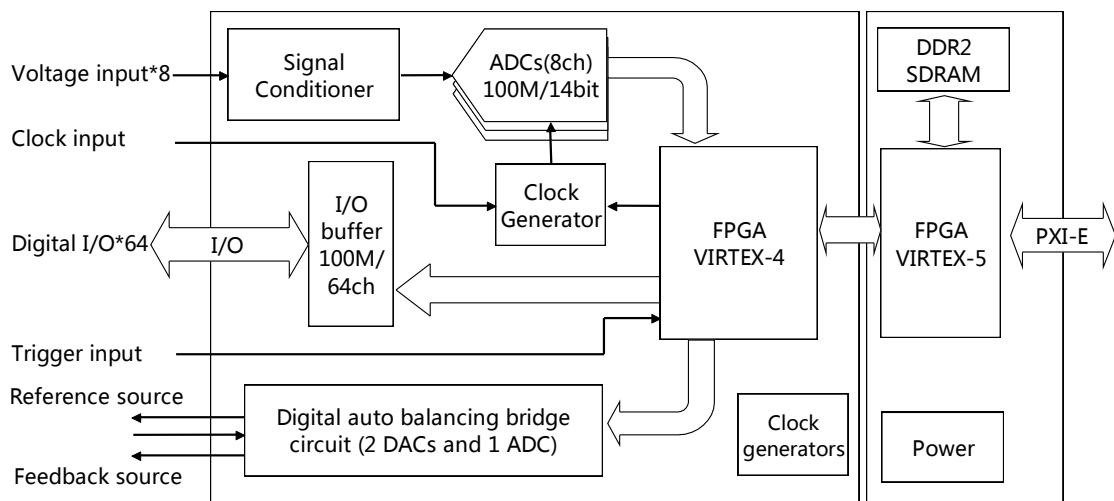 Voltage input*8
Signal
Conditioner
ADCs(8ch)
100M/14bit
DDR2
SDRAM
Clock input
Clock
Generator
I/O
buffer
100M/
64ch
Digital I/O*64
I/O
FPGA
VIRTEX-4
FPGA
VIRTEX-5
PXI-E
Trigger input
Reference source
Digital auto balancing bridge
circuit (2 DACs and 1 ADC)
Feedback source
Clock
generators
Power